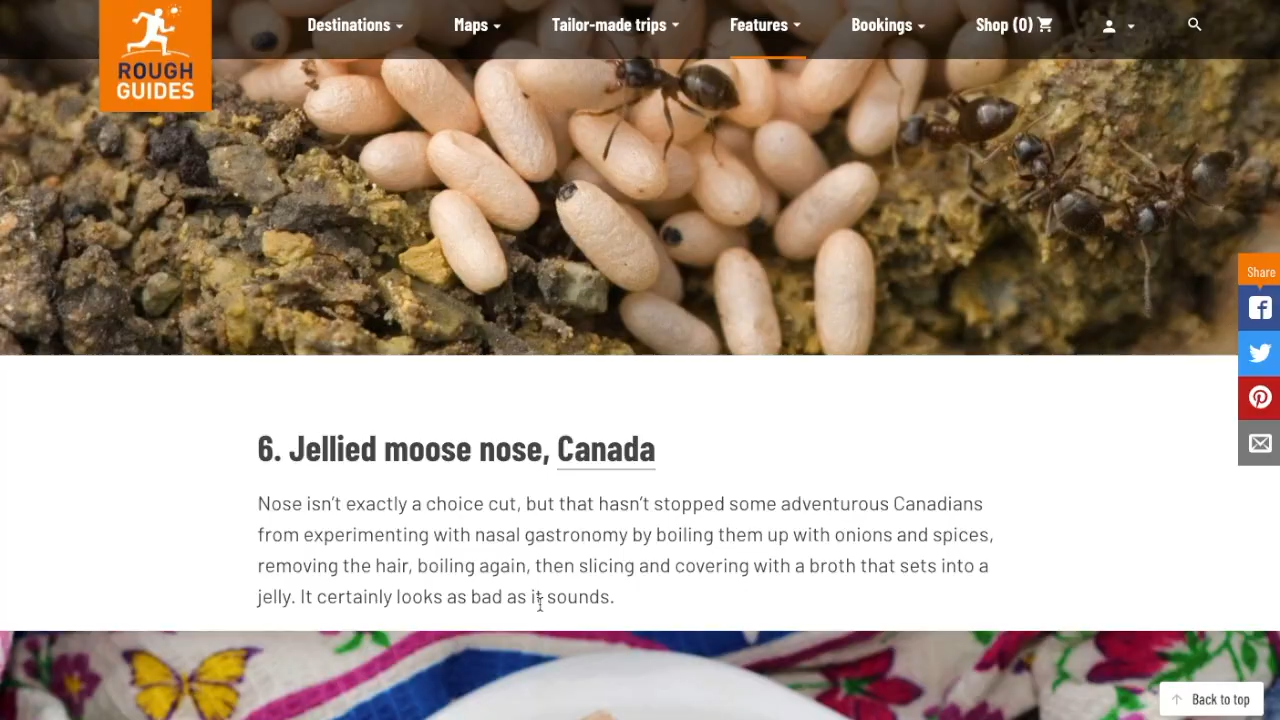 Destinations Maps Tailor-made trips Features Bookings Shop (0)
ROUGH
GUIDES
Share
6. Jellied moose nose, Canada
Nose isn’t exactly a choice cut, but that hasn’t stopped some adventurous Canadians
from experimenting with nasal gastronomy by boiling them up with onions and spices,
removing the hair, boiling again, then slicing and covering with a broth that sets into a
jelly. It certainly looks as bad as it sounds.
Back to top